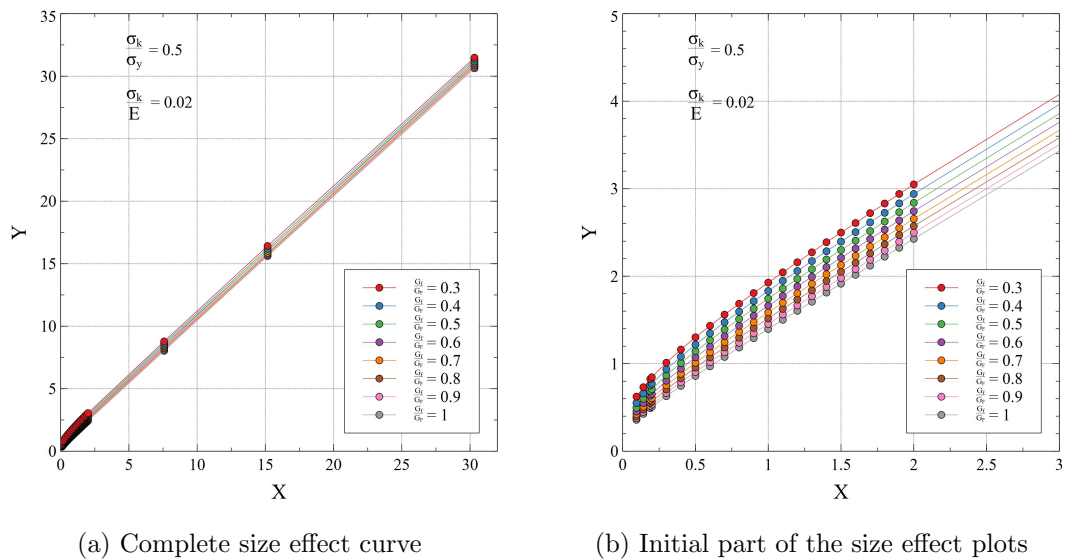 35
30
25
20
15
10
5
0
0
5
10
15
20
25
30
Y
X
σk/σy = 0.5
σk/E = 0.02
Gf/GF = 0.3
Gf/GF = 0.4
Gf/GF = 0.5
Gf/GF = 0.6
Gf/GF = 0.7
Gf/GF = 0.8
Gf/GF = 0.9
Gf/GF = 1
(a) Complete size effect curve
5
4
3
2
1
0
0
0.5
1
1.5
2
2.5
3
Y
X
σk/σy = 0.5
σk/E = 0.02
Gf/GF = 0.3
Gf/GF = 0.4
Gf/GF = 0.5
Gf/GF = 0.6
Gf/GF = 0.7
Gf/GF = 0.8
Gf/GF = 0.9
Gf/GF = 1
(b) Initial part of the size effect plots